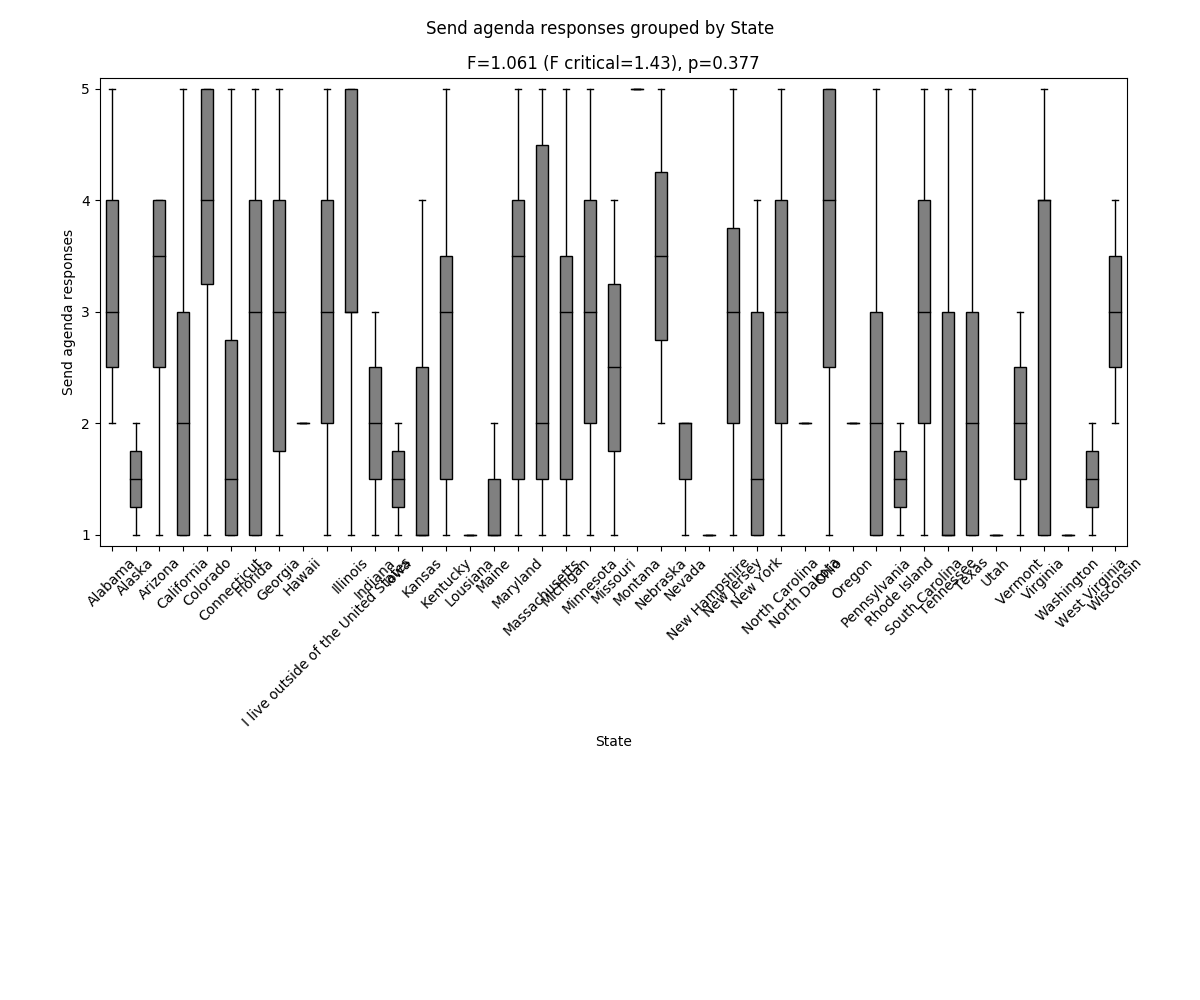 Send agenda responses grouped by State
F=1.061 (F critical=1.43), p=0.377
Send agenda responses
5
4
3
2
1
Alabama
Alaska
Arizona
California
Colorado
Connecticut
Florida
Georgia
Hawaii
I live outside of the United States
Illinois
Indiana
Iowa
Kansas
Kentucky
Lousiana
Maine
Maryland
Massachusetts
Michigan
Minnesota
Missouri
Montana
Nebraska
Nevada
New Hampshire
New Jersey
New York
North Carolina
North Dakota
Ohio
Oregon
Pennsylvania
Rhode Island
South Carolina
Tennessee
Texas
Utah
Vermont
Virginia
Washington
West Virginia
Wisconsin
State